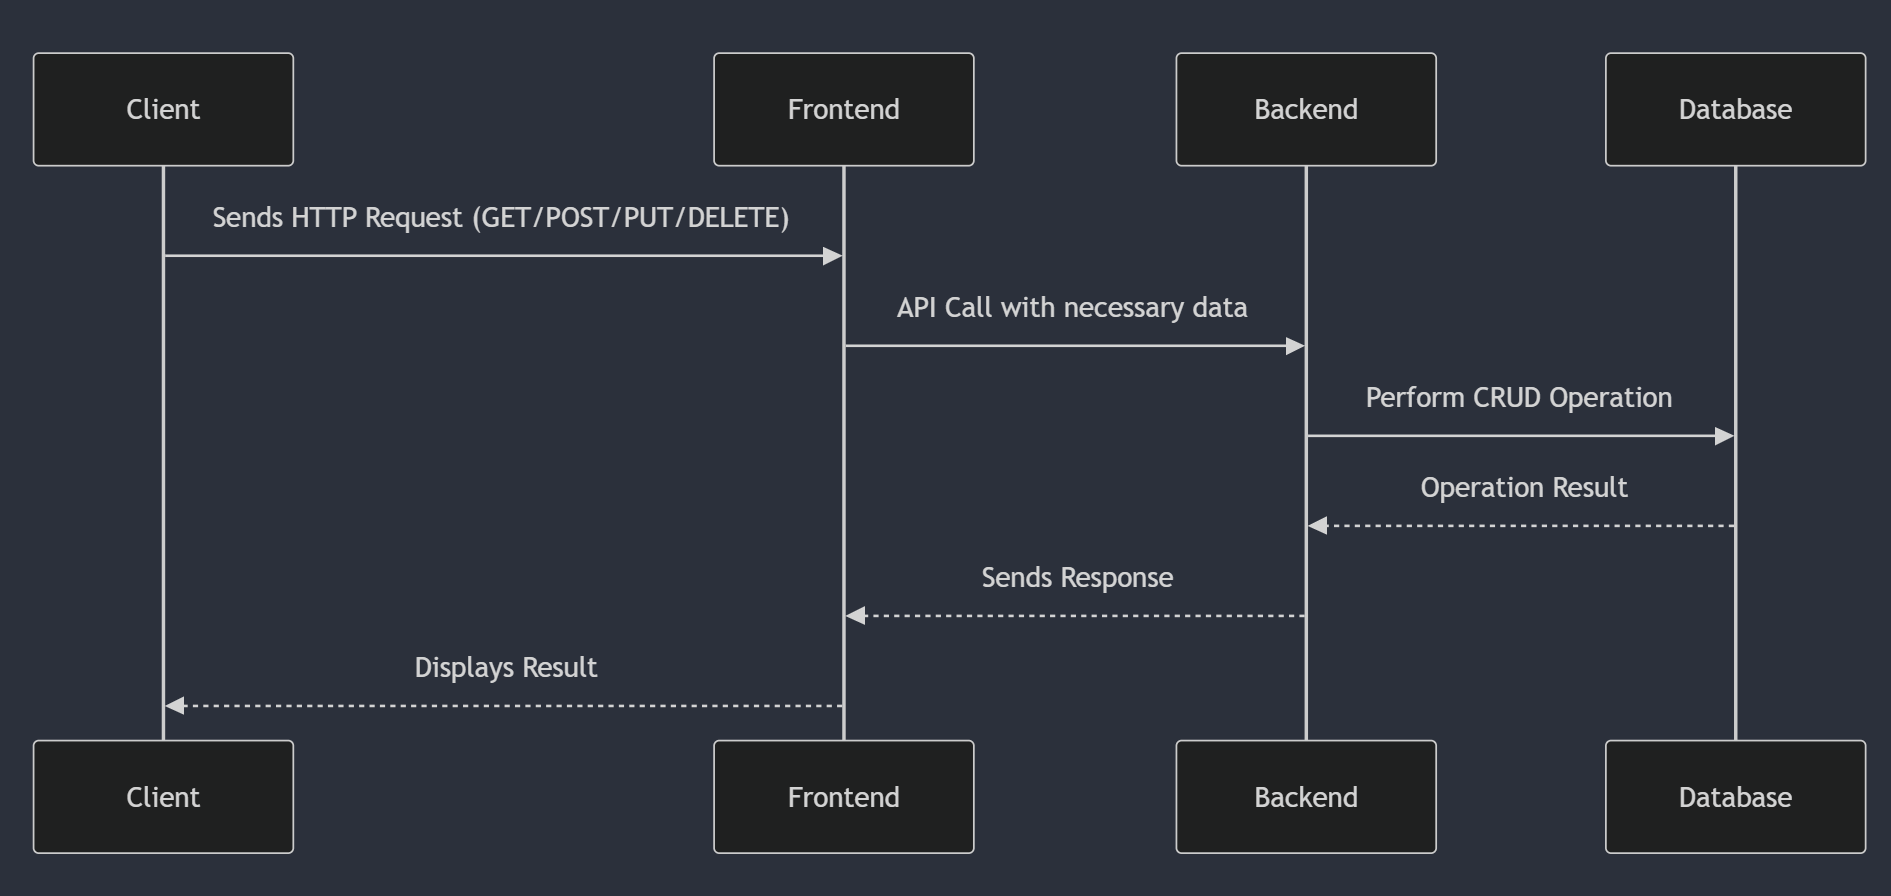 Client
Frontend
Backend
Database
Sends HTTP Request (GET/POST/PUT/DELETE)
API Call with necessary data
Perform CRUD Operation
Operation Result
Sends Response
Displays Result
Client
Frontend
Backend
Database